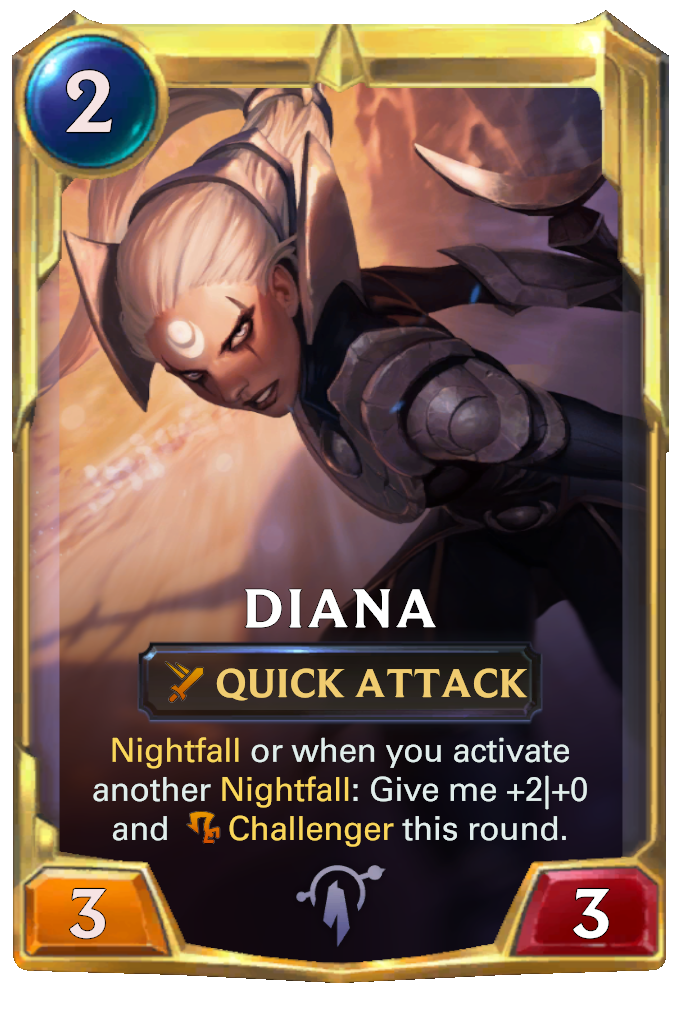 2
DIANA
QUICK ATTACK
Nightfall or when you activate
another Nightfall: Give me +2|+0
and Challenger this round.
3
3